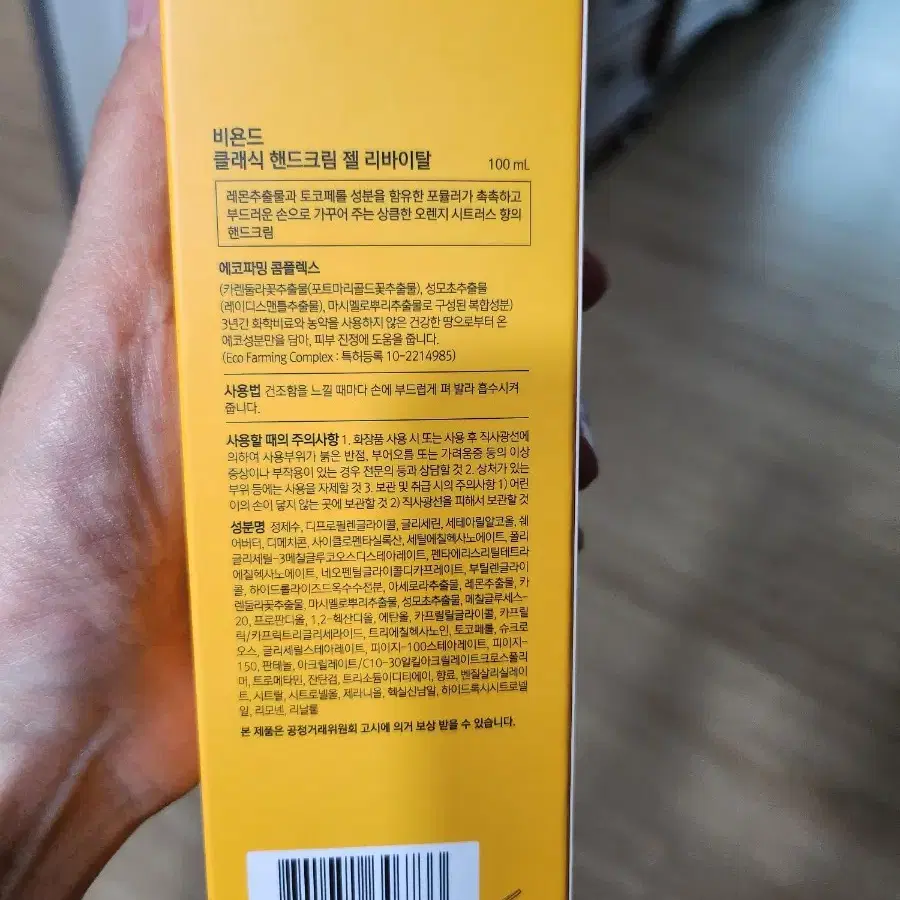 비욘드
클래식 핸드크림 젤 리바이탈 100 mL
레몬추출물과 토코페롤 성분을 함유한 포뮬러가 촉촉하고
부드러운 손으로 가꾸어 주는 상큼한 오렌지 시트러스 향의
핸드크림
에코파밍 콤플렉스
(카렌둘라꽃추출물(포트마리골드꽃추출물), 성모초추출물
(레이디스맨틀추출물), 마시멜로뿌리추출물로 구성된 복합성분)
3년간 화학비료와 농약을 사용하지 않은 건강한 땅으로부터 온
에코성분만을 담아, 피부 진정에 도움을 줍니다.
(Eco Farming Complex : 특허등록 10-2214985)
사용법 건조함을 느낄 때마다 손에 부드럽게 펴 발라 흡수시켜
줍니다.
사용할 때의 주의사항 1. 화장품 사용 시 또는 사용 후 직사광선에
의하여 사용부위가 붉은 반점, 부어오름 또는 가려움증 등의 이상
증상이나 부작용이 있는 경우 전문의 등과 상담할 것 2. 상처가 있는
부위 등에는 사용을 자제할 것 3. 보관 및 취급 시의 주의사항 1) 어린
이의 손이 닿지 않는 곳에 보관할 것 2) 직사광선을 피해서 보관할 것
성분명 정제수, 디프로필렌글라이콜, 글리세린, 세테아릴알코올, 쉐
어버터, 디메치콘, 사이클로펜타실록산, 세틸에칠헥사노에이트, 폴리
글리세릴-3메칠글루코오스디스테아레이트, 펜타에리스리틸테트라
에칠헥사노에이트, 네오펜틸글라이콜디카프레이트, 부틸렌글라이
콜, 하이드롤라이즈드옥수수전분, 아세로라추출물, 레몬추출물, 카
렌둘라꽃추출물, 마시멜로뿌리추출물, 성모초추출물, 메칠글루세스-
20, 프로판디올, 1,2-헥산디올, 에탄올, 카프릴릴글라이콜, 카프릴
릭/카프릭트리글리세라이드, 트리에칠헥사노인, 토코페롤, 슈크로
오스, 글리세릴스테아레이트, 피이지-100스테아레이트, 피이지-
150, 판테놀, 아크릴레이트/C10-30알킬아크릴레이트크로스폴리
머, 트로메타민, 잔탄검, 트리소듐이디티에이, 향료, 벤질살리실레이
트, 시트랄, 시트로넬올, 제라니올, 헥실신남알, 하이드록시시트로넬
알, 리모넨, 리날룰
본 제품은 공정거래위원회 고시에 의거 보상 받을 수 있습니다.